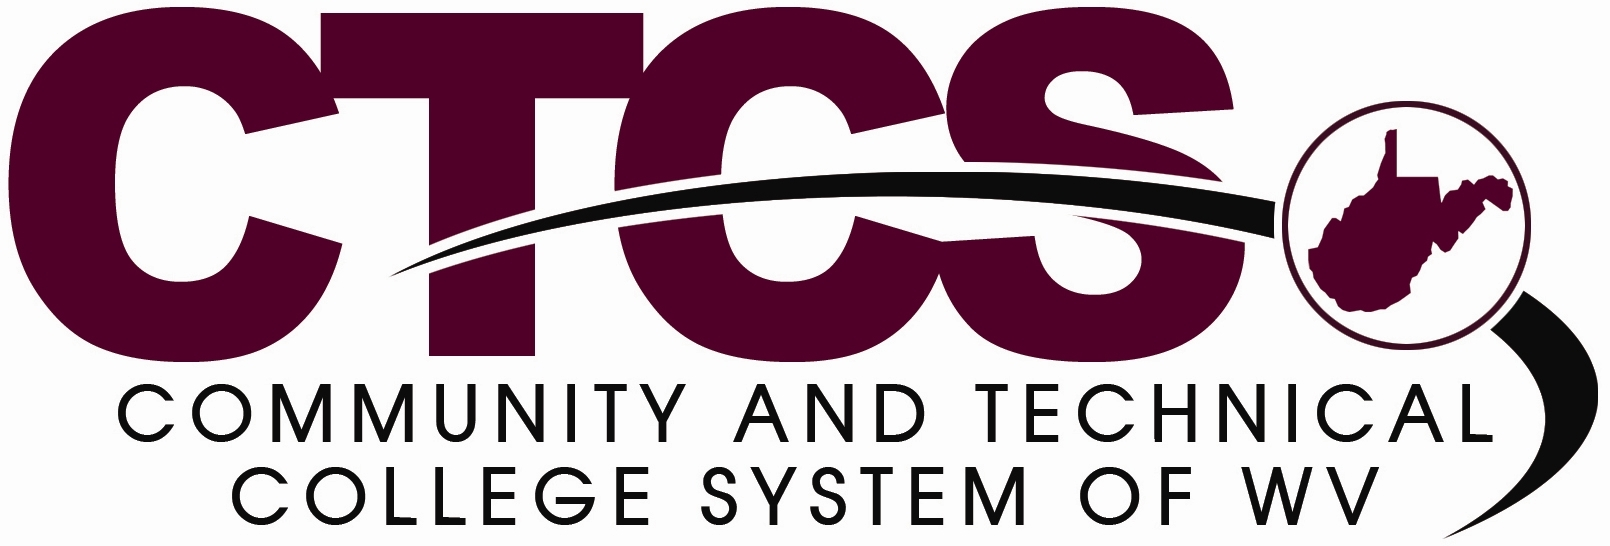 CTCS
COMMUNITY AND TECHNICAL
COLLEGE SYSTEM OF WV